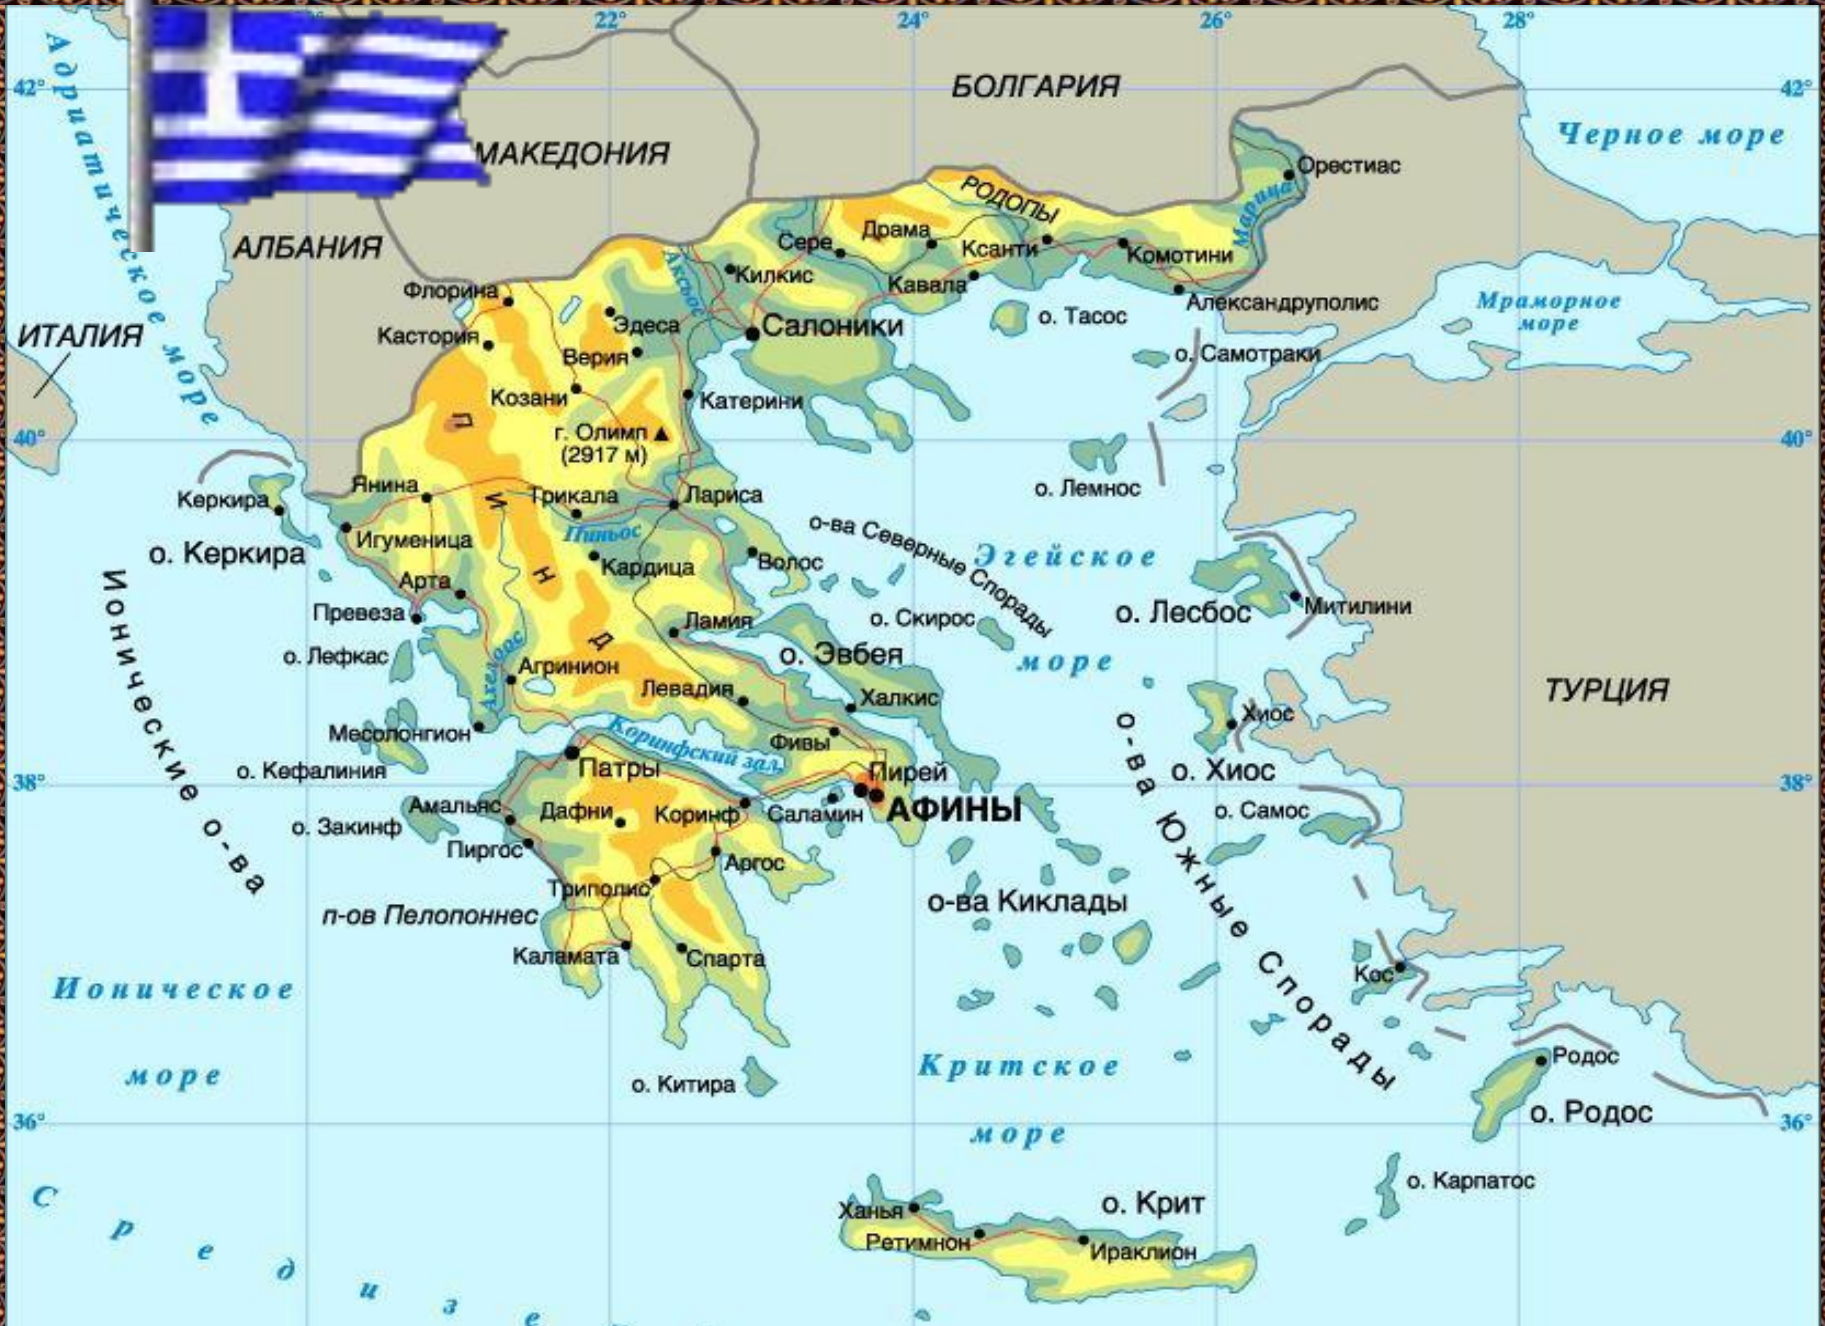 22° 24° 26° 28°
42° 42°
Адриатическое море
БОЛГАРИЯ
Черное море
МАКЕДОНИЯ
Орестиас
РОДОПЫ
Марица
АЛБАНИЯ
Драма
Сере
Ксанти
Комотини
Аксьос
Килкис
Кавала
Флорина
Александруполис
Мраморное
море
о. Тасос
ИТАЛИЯ
Кастория
Эдеса
Салоники
Верия
о. Самотраки
Козани
Катерини
г. Олимп
(2917 м)
40° 40°
ПИНД
Янина
Трикала
Лариса
о. Лемнос
Керкира
Игуменица
Пиньос
о-ва Северные Спорады
Эгейское
море
о. Керкира
Кардица
Волос
Ионические о-ва
Арта
Превеза
Ламия
о. Скирос
о. Лесбос
Митилини
о. Лефкас
Ахелоос
Агринион
о. Эвбея
Левадия
Халкис
ТУРЦИЯ
Месолонгион
Коринфский зал.
Фивы
Хиос
о. Кефалиния
Патры
Пирей
о. Хиос
38° 38°
Амальяс
Дафни
Коринф
Саламин
АФИНЫ
о. Самос
о. Закинф
Пиргос
Аргос
о-ва Южные Спорады
Триполис
о-ва Киклады
п-ов Пелопоннес
Каламата
Спарта
Кос
Ионическое
море
Критское
море
о. Китира
Родос
о. Родос
36° 36°
о. Карпатос
Ханья
о. Крит
Ретимнон
Ираклион
Средизе